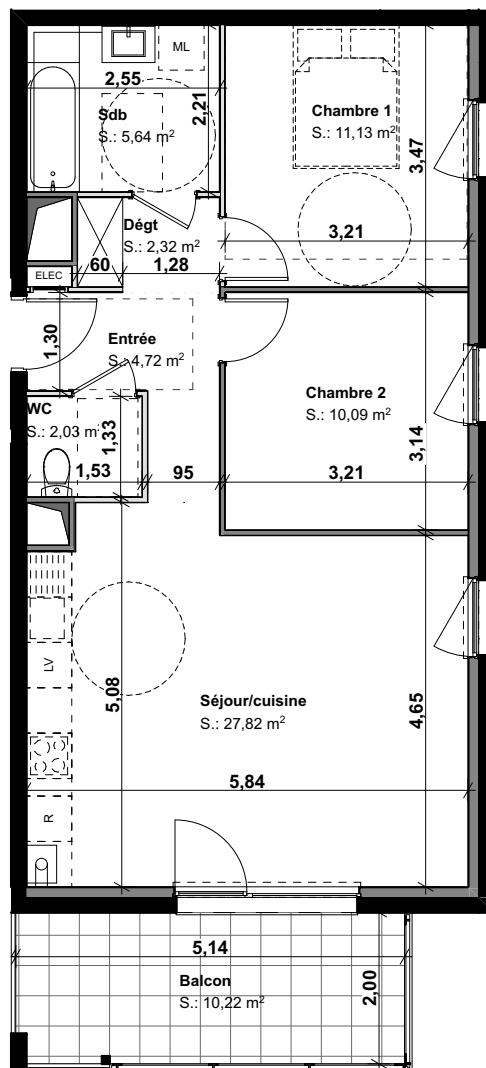 ML
2,55
Sdb
S.: 5,64 m²
2,21
Chambre 1
S.: 11,13 m²
3,47
Dégt
S.: 2,32 m²
3,21
ELEC
60
1,28
1,30
Entrée
S.: 4,72 m²
WC
S.: 2,03 m²
1,33
Chambre 2
S.: 10,09 m²
3,14
1,53
95
3,21
LV
5,08
Séjour/cuisine
S.: 27,82 m²
4,65
5,84
R
5,14
Balcon
S.: 10,22 m²
2,00